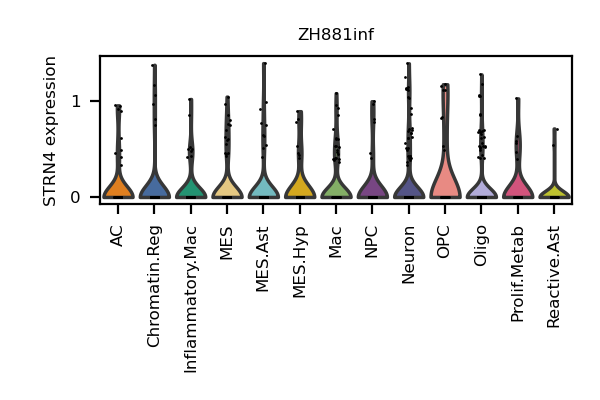 ZH881inf
STRN4 expression
1
0
AC
Chromatin.Reg
Inflammatory.Mac
MES
MES.Ast
MES.Hyp
Mac
NPC
Neuron
OPC
Oligo
Prolif.Metab
Reactive.Ast